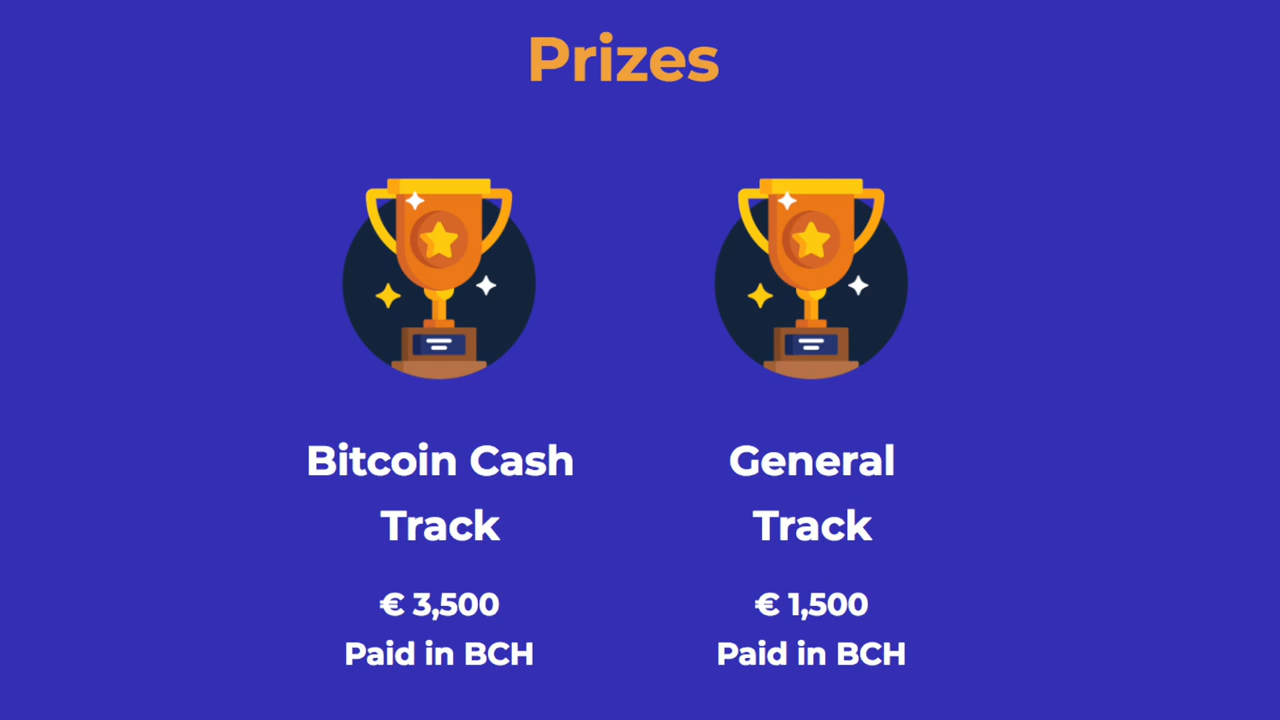 Prizes
Bitcoin Cash
Track
€ 3,500
Paid in BCH
General
Track
€ 1,500
Paid in BCH